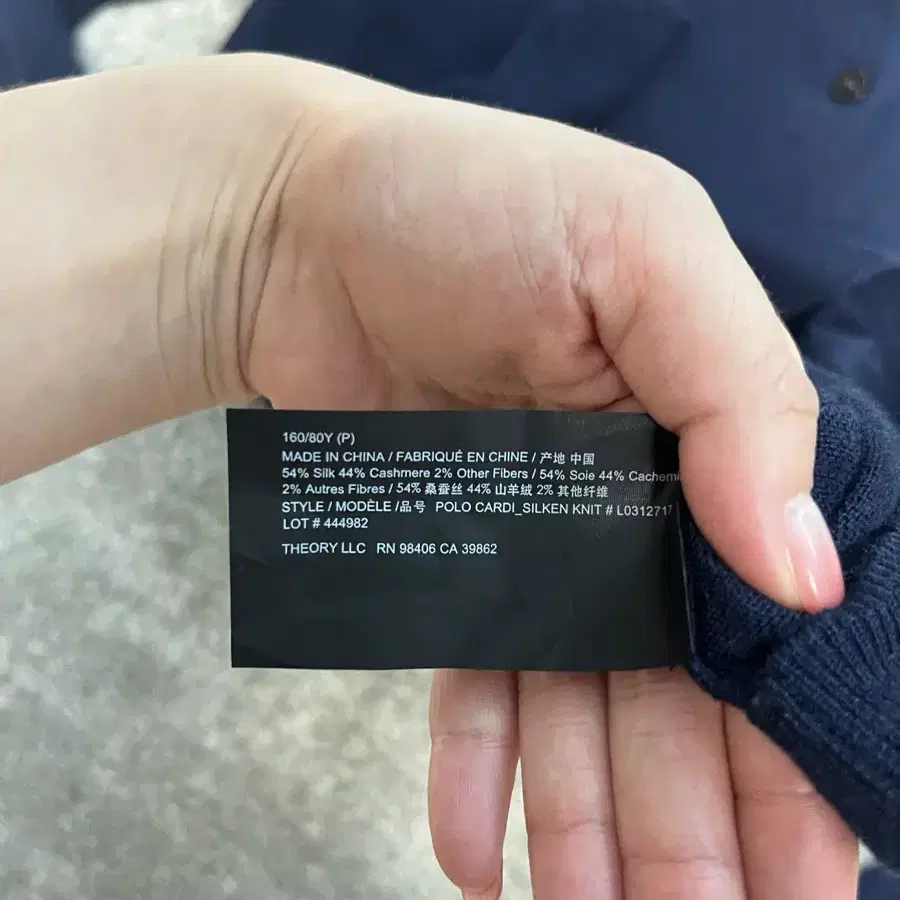 160/80Y (P)
MADE IN CHINA / FABRIQUÉ EN CHINE / 产地 中国
54% Silk 44% Cashmere 2% Other Fibers / 54% Soie 44% Cachemi
2% Autres Fibres / 54% 桑蚕丝 44% 山羊绒 2% 其他纤维
STYLE / MODÈLE /品号 POLO CARDI_SILKEN KNIT # L0312717
LOT # 444982
THEORY LLC RN 98406 CA 39862